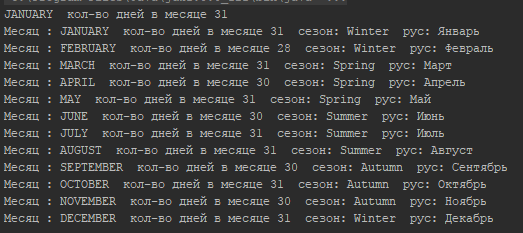 JANUARY кол-во дней в месяце 31
Месяц : JANUARY кол-во дней в месяце 31 сезон: Winter рус: Январь
Месяц : FEBRUARY кол-во дней в месяце 28 сезон: Winter рус: Февраль
Месяц : MARCH кол-во дней в месяце 31 сезон: Spring рус: Март
Месяц : APRIL кол-во дней в месяце 30 сезон: Spring рус: Апрель
Месяц : MAY кол-во дней в месяце 31 сезон: Spring рус: Май
Месяц : JUNE кол-во дней в месяце 30 сезон: Summer рус: Июнь
Месяц : JULY кол-во дней в месяце 31 сезон: Summer рус: Июль
Месяц : AUGUST кол-во дней в месяце 31 сезон: Summer рус: Август
Месяц : SEPTEMBER кол-во дней в месяце 30 сезон: Autumn рус: Сентябрь
Месяц : OCTOBER кол-во дней в месяце 31 сезон: Autumn рус: Октябрь
Месяц : NOVEMBER кол-во дней в месяце 30 сезон: Autumn рус: Ноябрь
Месяц : DECEMBER кол-во дней в месяце 31 сезон: Winter рус: Декабрь